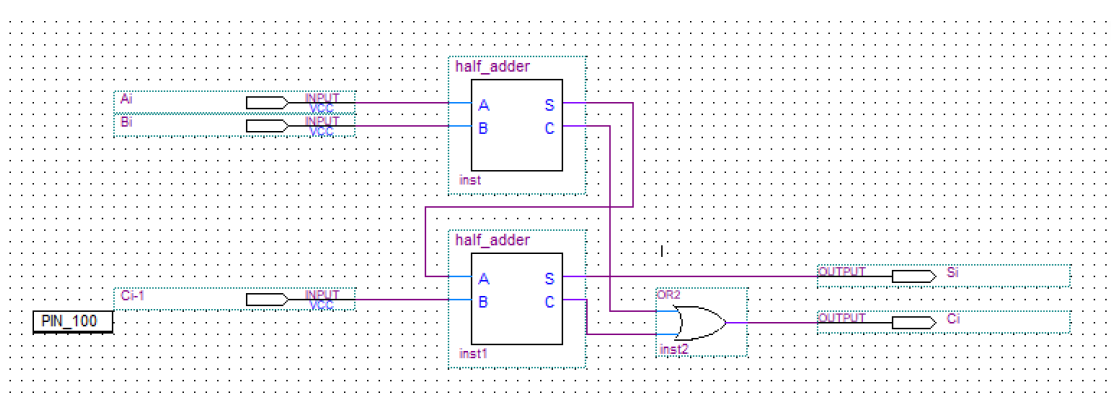 half_adder
Ai INPUT VCC
A S
Bi INPUT VCC
B C
inst
half_adder
A S
OUTPUT Si
Ci-1 INPUT VCC
B C
OR2
PIN_100
OUTPUT Ci
inst1
inst2